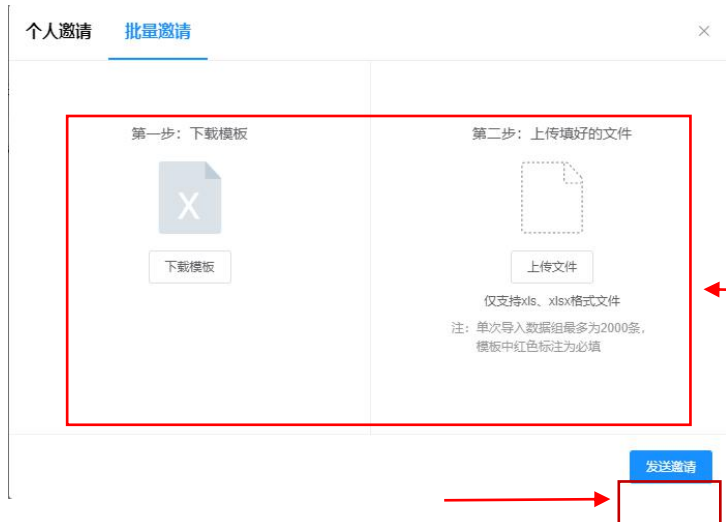 个人邀请 批量邀请
第一步：下载模板
X
下载模板
第二步：上传填好的文件
上传文件
仅支持xls、xlsx格式文件
注：单次导入数据组最多为2000条，
模板中红色标注为必填
发送邀请